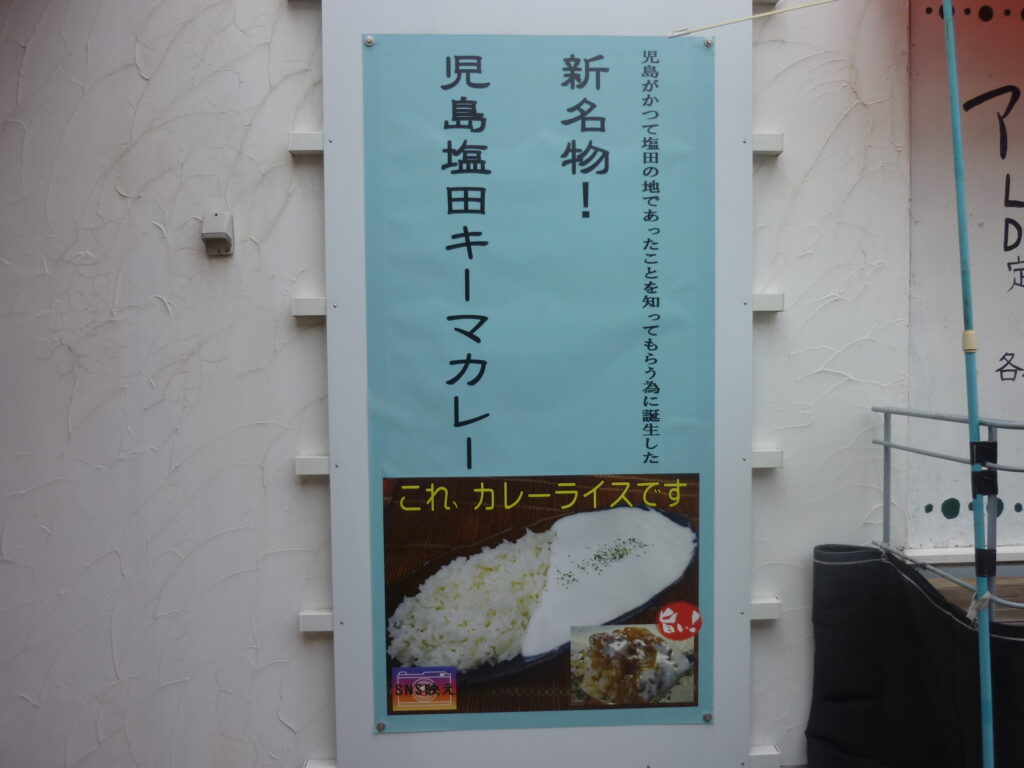 児島がかつて塩田の地であったことを知ってもらう為に誕生した
新名物！
児島塩田キーマカレー
これ、カレーライスです
旨い！
SNS映え
ア
L
D
定
各